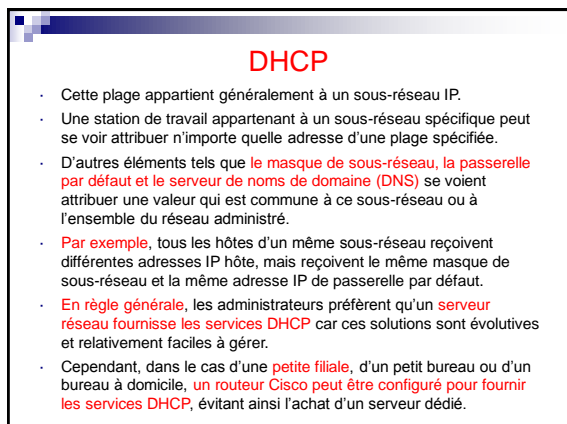 DHCP
· Cette plage appartient généralement à un sous-réseau IP.
· Une station de travail appartenant à un sous-réseau spécifique peut
se voir attribuer n’importe quelle adresse d’une plage spécifiée.
· D’autres éléments tels que le masque de sous-réseau, la passerelle
par défaut et le serveur de noms de domaine (DNS) se voient
attribuer une valeur qui est commune à ce sous-réseau ou à
l’ensemble du réseau administré.
· Par exemple, tous les hôtes d’un même sous-réseau reçoivent
différentes adresses IP hôte, mais reçoivent le même masque de
sous-réseau et la même adresse IP de passerelle par défaut.
· En règle générale, les administrateurs préfèrent qu’un serveur
réseau fournisse les services DHCP car ces solutions sont évolutives
et relativement faciles à gérer.
· Cependant, dans le cas d’une petite filiale, d’un petit bureau ou d’un
bureau à domicile, un routeur Cisco peut être configuré pour fournir
les services DHCP, évitant ainsi l’achat d’un serveur dédié.